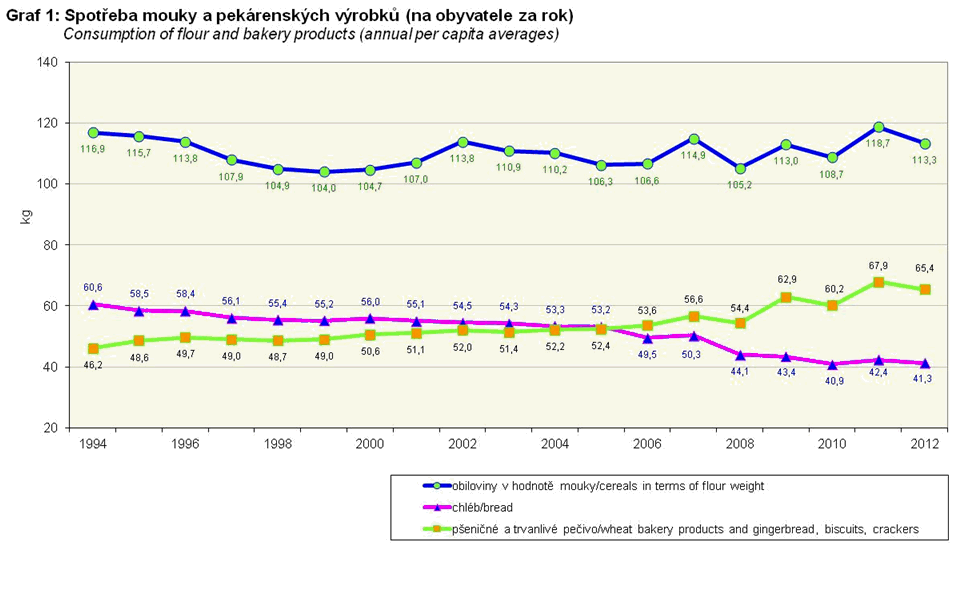 Graf 1: Spotřeba mouky a pekárenských výrobků (na obyvatele za rok)
Consumption of flour and bakery products (annual per capita averages)
140
120
100
80
60
40
20
kg
116,9 115,7 113,8 107,9 104,9 104,0 104,7 107,0 113,8 110,9 110,2 106,3 106,6 114,9 105,2 113,0 108,7 118,7 113,3
60,6 58,5 58,4 56,1 55,4 55,2 56,0 55,1 54,5 54,3 53,3 53,2 53,6 56,6 54,4 62,9 60,2 67,9 65,4
46,2 48,6 49,7 49,0 48,7 49,0 50,6 51,1 52,0 51,4 52,2 52,4 49,5 50,3 44,1 43,4 40,9 42,4 41,3
1994 1996 1998 2000 2002 2004 2006 2008 2010 2012
obiloviny v hodnotě mouky/cereals in terms of flour weight
chléb/bread
pšeničné a trvanlivé pečivo/wheat bakery products and gingerbread, biscuits, crackers